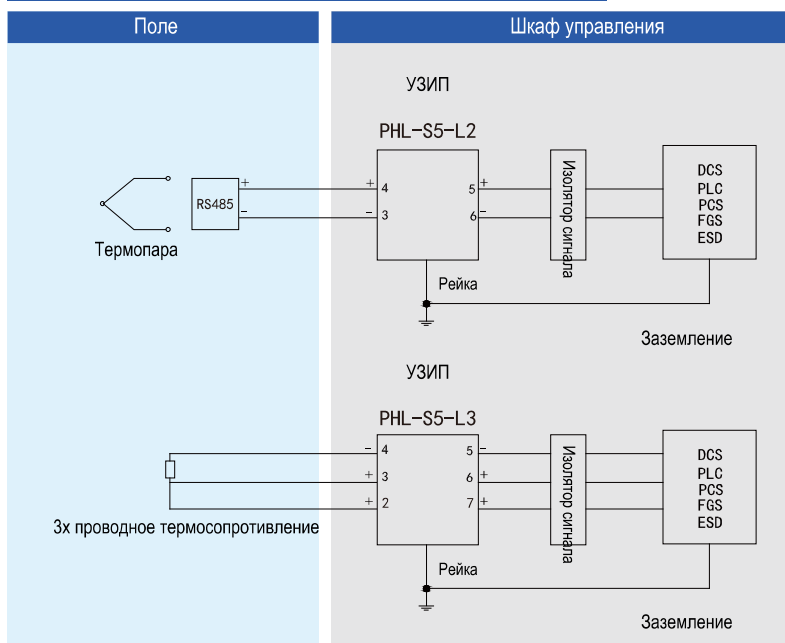 Поле
Шкаф управления
УЗИП
PHL-S5-L2
RS485
+
-
Термопара
+
4
-
3
5
+
6
-
Изолятор сигнала
DCS
PLC
PCS
FGS
ESD
Рейка
Заземление
УЗИП
PHL-S5-L3
-
4
+
3
+
2
5
-
6
+
7
+
Изолятор сигнала
DCS
PLC
PCS
FGS
ESD
3х проводное термосопротивление
Рейка
Заземление